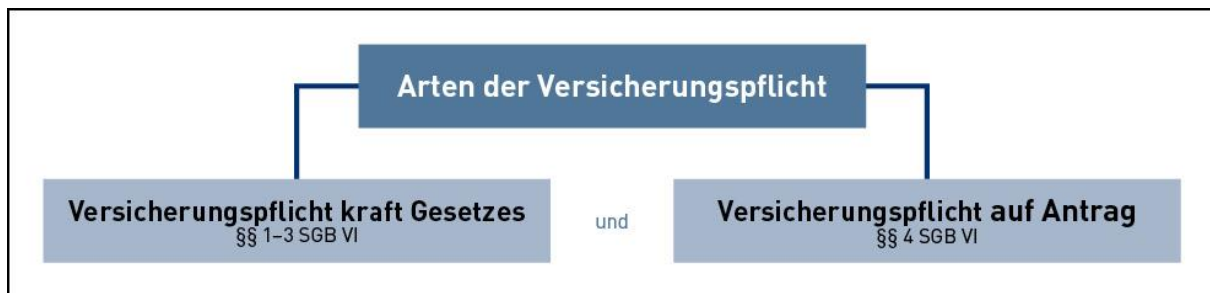 Arten der Versicherungspflicht
Versicherungspflicht kraft Gesetzes
§§ 1–3 SGB VI
und
Versicherungspflicht auf Antrag
§§ 4 SGB VI